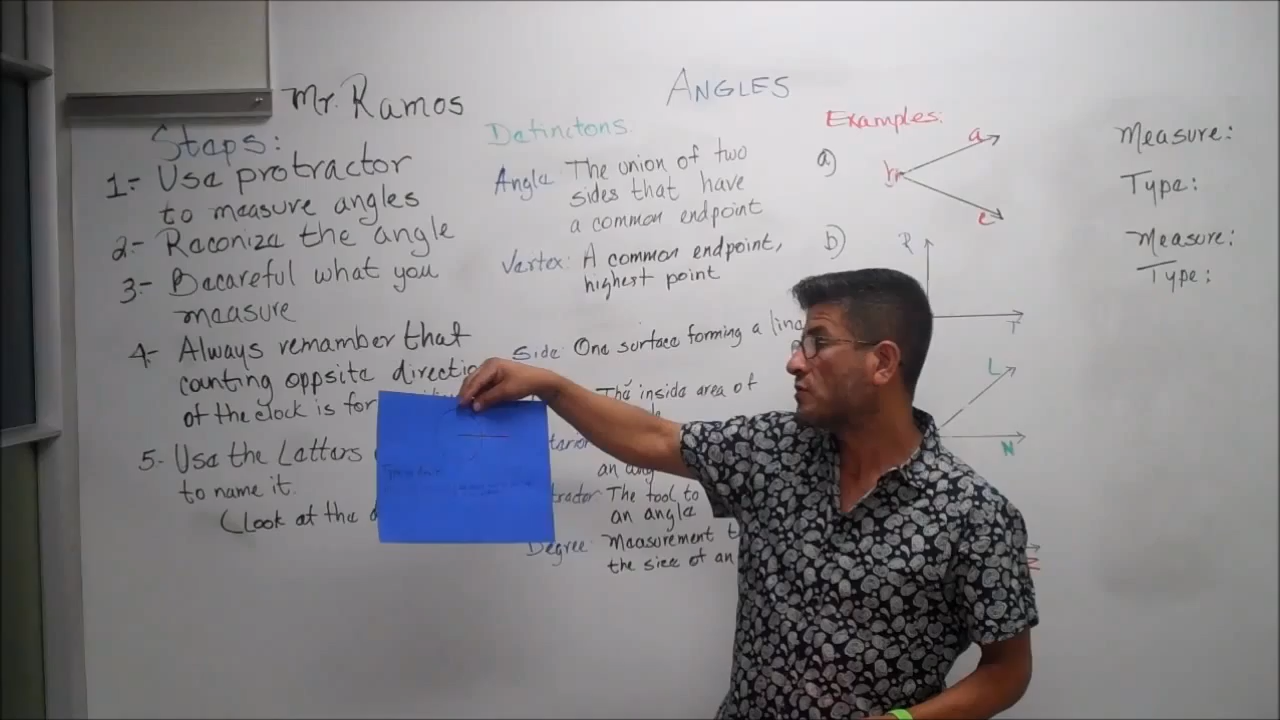 Mr. Ramos
ANGLES
Steps:
1.- Use protractor
to measure angles
2.- Reconize the angle
3.- Becareful what you
measure
4- Always remember that
counting oppsite directio
of the clock is for
5.- Use the Letters
to name it.
(Look at the
Definctons:
Angle: The union of two
sides that have
a common endpoint
Vertex: A common endpoint,
highest point
Side: One surface forming a line
The inside area of
an ang
The tool to
an angle
Degree: Measurement t
the size of an
Examples:
a)
a
b
c
b)
R
T
L
N
Measure:
Type:
Measure:
Type: